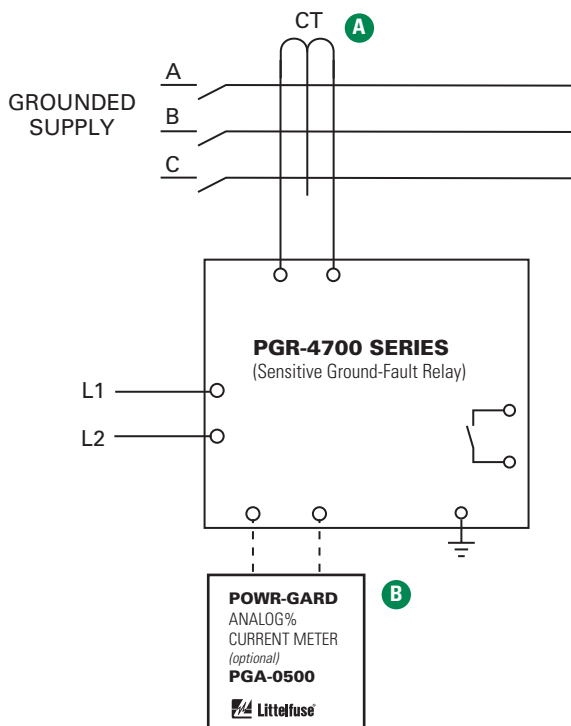 CT
A
A
GROUNDED
SUPPLY
B
C
PGR-4700 SERIES
(Sensitive Ground-Fault Relay)
L1
L2
B
POWR-GARD
ANALOG%
CURRENT METER
(optional)
PGA-0500
Littelfuse®